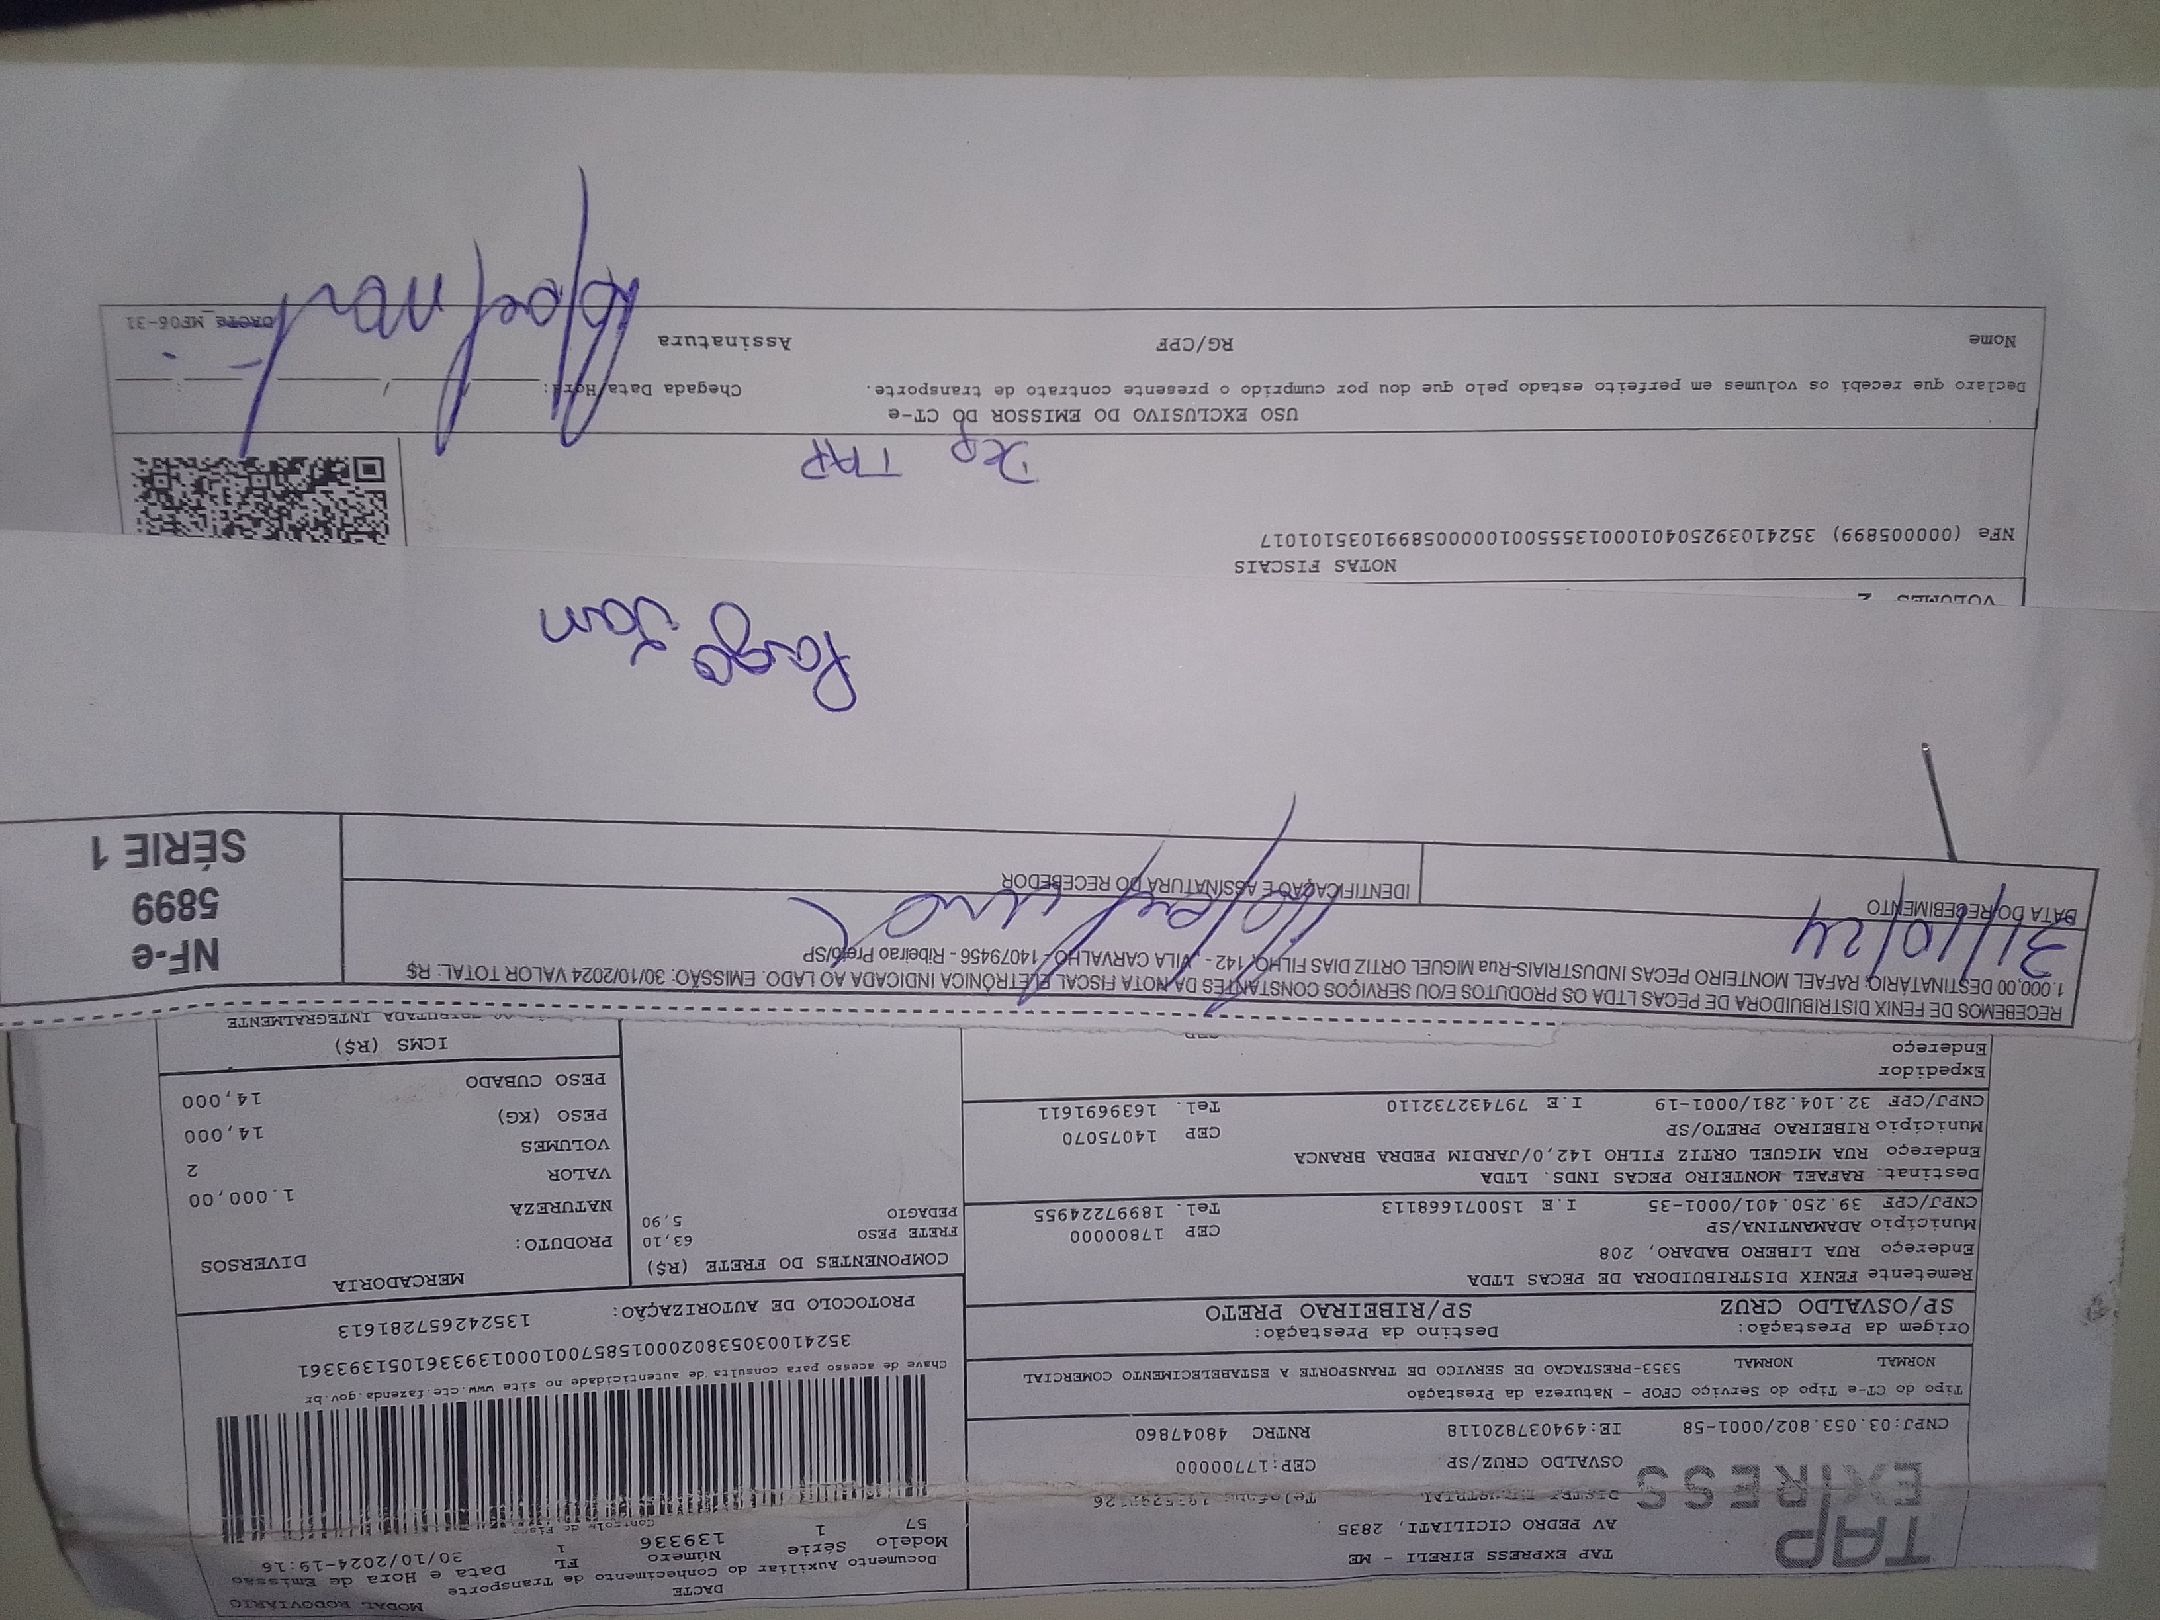 MODAL RODOVIÁRIO
DACTE
Documento Auxiliar do Conhecimento de Transporte
Modelo Série Número FL Data e Hora de Emissão
57 1 139336 1 30/10/2024-19:16
Controle do Fisco
TAP EXPRESS
TAP EXPRESS EIRELI - ME
AV PEDRO CICILIATI, 2835
OSVALDO CRUZ/SP CEP:17700000
CNPJ:03.053.802/0001-58 IE:494037820118 RNTRC 48047860
Tipo do CT-e Tipo do Serviço CFOP - Natureza da Prestação
NORMAL NORMAL 5353-PRESTACAO DE SERVICO DE TRANSPORTE A ESTABELECIMENTO COMERCIAL
Chave de acesso para consulta de autenticidade no site www.cte.fazenda.gov.br
PROTOCOLO DE AUTORIZAÇÃO: 135242657281613
Origem da Prestação: Destino da Prestação:
SP/OSVALDO CRUZ SP/RIBEIRAO PRETO
Remetente FENIX DISTRIBUIDORA DE PECAS LTDA
Endereço RUA LIBERO BADARO, 208
Município ADAMANTINA/SP CEP 17800000
CNPJ/CPF 39.250.401/0001-35 I.E 150071668113 Tel. 18997224955
Destinat. RAFAEL MONTEIRO PECAS INDS. LTDA
Endereço RUA MIGUEL ORTIZ FILHO 142,0/JARDIM PEDRA BRANCA
Município RIBEIRAO PRETO/SP CEP 14075070
CNPJ/CPF 32.104.281/0001-19 I.E 797432732110 Tel. 1639691611
Expedidor
Endereço
COMPONENTES DO FRETE (R$)
FRETE PESO 63,10
PEDAGIO 5,90
MERCADORIA
PRODUTO: DIVERSOS
NATUREZA
VALOR 1.000,00
VOLUMES 2
PESO (KG) 14,000
PESO CUBADO 14,000
ICMS (R$)
TRIBUTADA INTEGRALMENTE
RECEBEMOS DE FENIX DISTRIBUIDORA DE PECAS LTDA OS PRODUTOS E/OU SERVIÇOS CONSTANTES DA NOTA FISCAL ELETRÔNICA INDICADA AO LADO. EMISSÃO: 30/10/2024 VALOR TOTAL: R$
1.000,00 DESTINATÁRIO: RAFAEL MONTEIRO PECAS INDUSTRIAIS-Rua MIGUEL ORTIZ DIAS FILHO, 142 - . VILA CARVALHO - 14079456 - Ribeirao Preto/SP
31/10/24
DATA DO RECEBIMENTO
IDENTIFICAÇÃO E ASSINATURA DO RECEBEDOR
NF-e
5899
SÉRIE 1
VOLUMES 2
NOTAS FISCAIS
NFe (000005899) 35241039250401000135550010000058991035101017
TAP
USO EXCLUSIVO DO EMISSOR DO CT-e
Declaro que recebi os volumes em perfeito estado pelo que dou por cumprido o presente contrato de transporte. Chegada Data/Hora:
Nome RG/CPF Assinatura
DACTE_MF06-31